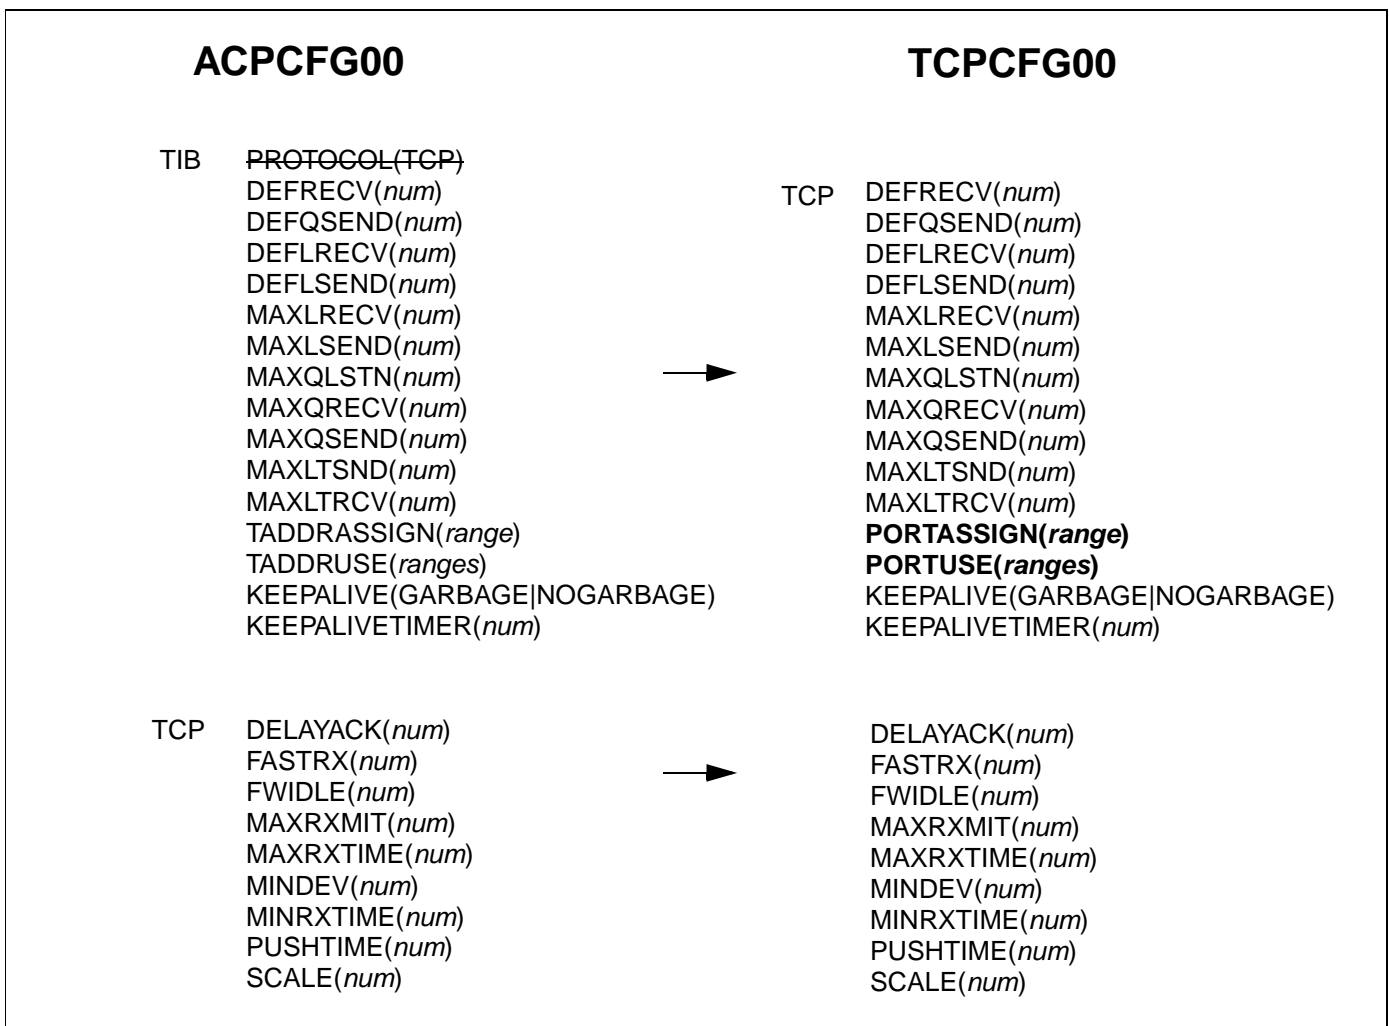 ACPCFG00
TIB PROTOCOL(TCP)
DEFRECV(num)
DEFQSEND(num)
DEFLRECV(num)
DEFLSEND(num)
MAXLRECV(num)
MAXLSEND(num)
MAXQLSTN(num)
MAXQRECV(num)
MAXQSEND(num)
MAXLTSND(num)
MAXLTRCV(num)
TADDRASSIGN(range)
TADDRUSE(ranges)
KEEPALIVE(GARBAGE|NOGARBAGE)
KEEPALIVETIMER(num)
TCP DELAYACK(num)
FASTRX(num)
FWIDLE(num)
MAXRXMIT(num)
MAXRXTIME(num)
MINDEV(num)
MINRXTIME(num)
PUSHTIME(num)
SCALE(num)
TCPCFG00
TCP DEFRECV(num)
DEFQSEND(num)
DEFLRECV(num)
DEFLSEND(num)
MAXLRECV(num)
MAXLSEND(num)
MAXQLSTN(num)
MAXQRECV(num)
MAXQSEND(num)
MAXLTSND(num)
MAXLTRCV(num)
PORTASSIGN(range)
PORTUSE(ranges)
KEEPALIVE(GARBAGE|NOGARBAGE)
KEEPALIVETIMER(num)
DELAYACK(num)
FASTRX(num)
FWIDLE(num)
MAXRXMIT(num)
MAXRXTIME(num)
MINDEV(num)
MINRXTIME(num)
PUSHTIME(num)
SCALE(num)